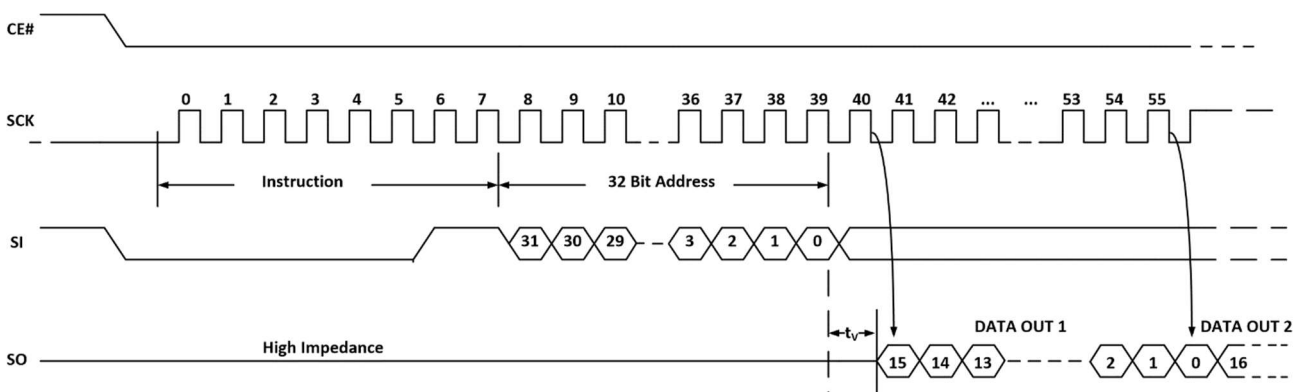 CE#
0 1 2 3 4 5 6 7 8 9 10 36 37 38 39 40 41 42 ... ... 53 54 55
SCK
Instruction 32 Bit Address
SI 31 30 29 3 2 1 0
tV DATA OUT 1 DATA OUT 2
High Impedance
SO 15 14 13 2 1 0 16